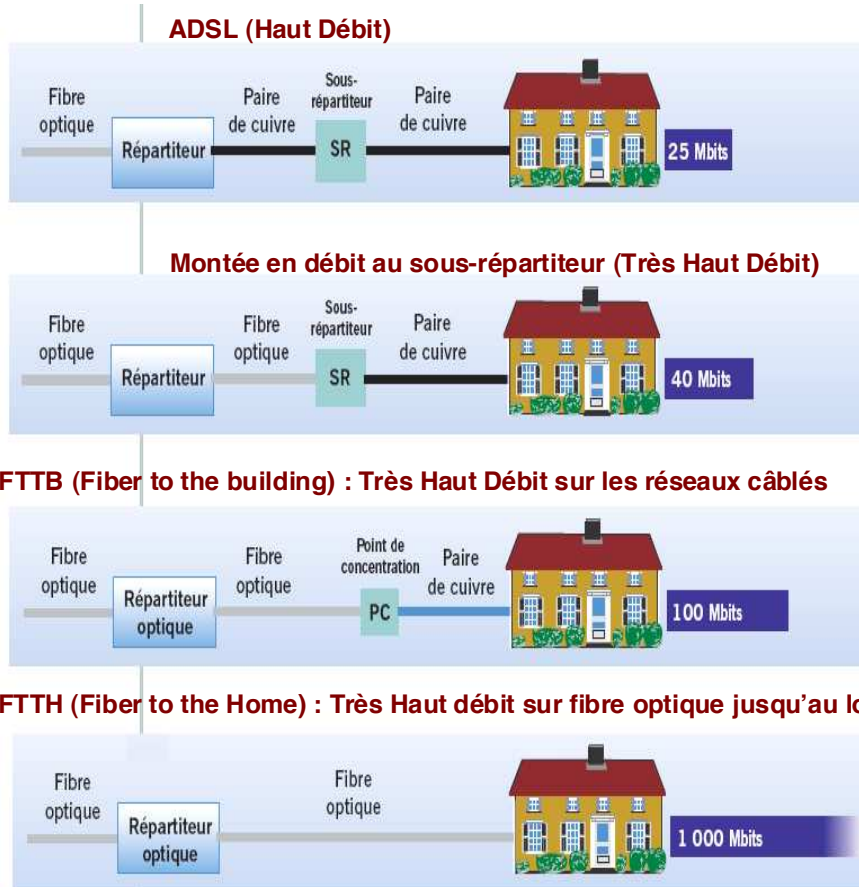 ADSL (Haut Débit)
Fibre
optique
Répartiteur
Paire
de cuivre
Sous-
répartiteur
SR
Paire
de cuivre
25 Mbits
Montée en débit au sous-répartiteur (Très Haut Débit)
Fibre
optique
Répartiteur
Fibre
optique
Sous-
répartiteur
SR
Paire
de cuivre
40 Mbits
FTTB (Fiber to the building) : Très Haut Débit sur les réseaux câblés
Fibre
optique
Répartiteur
optique
Fibre
optique
Point de
concentration
PC
Paire
de cuivre
100 Mbits
FTTH (Fiber to the Home) : Très Haut débit sur fibre optique jusqu’au lo
Fibre
optique
Répartiteur
optique
Fibre
optique
1 000 Mbits